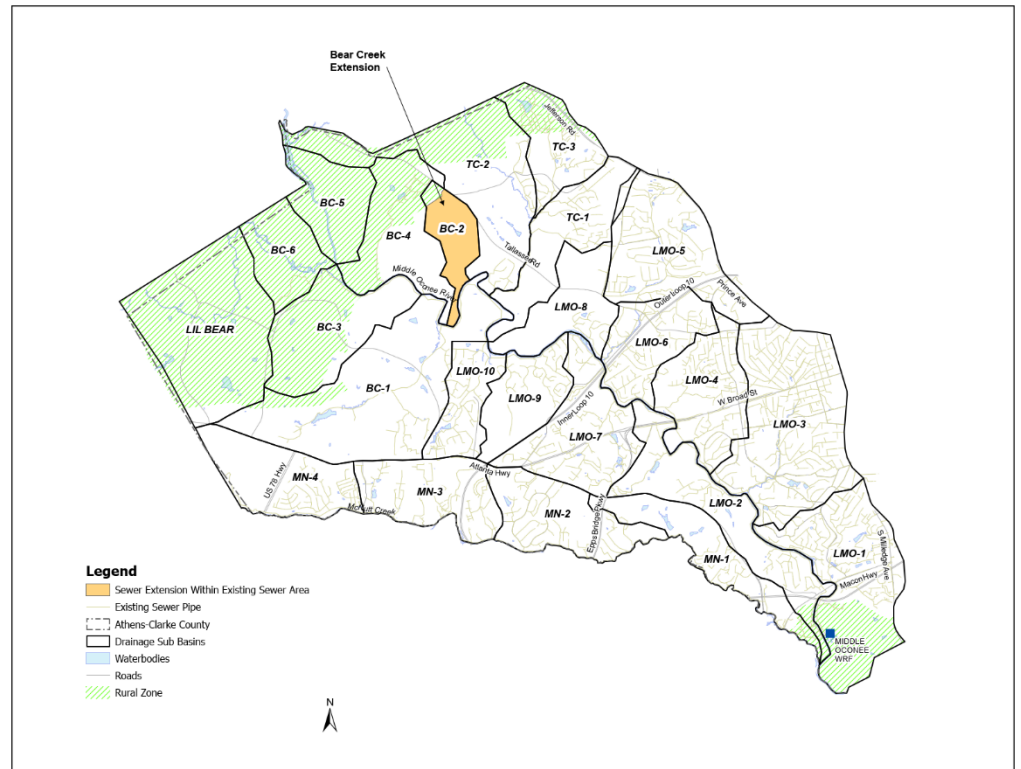 Bear Creek
Extension
Jefferson Rd
TC-3
TC-2
BC-5
TC-1
BC-2
BC-4
LMO-5
BC-6
Tallassee Rd
Middle Oconee River
Outer Loop 10
Prince Ave
LMO-8
LIL BEAR
BC-3
LMO-6
BC-1
LMO-10
LMO-4
LMO-9
Inner Loop 10
W Broad St
LMO-3
LMO-7
Atlanta Hwy
US 78 Hwy
MN-4
MN-3
McNutt Creek
MN-2
Epps Bridge Pkwy
LMO-2
MN-1
LMO-1
S Milledge Ave
Macon Hwy
MIDDLE
OCONEE
WRF
Legend
Sewer Extension Within Existing Sewer Area
Existing Sewer Pipe
Athens-Clarke County
Drainage Sub Basins
Waterbodies
Roads
Rural Zone
N